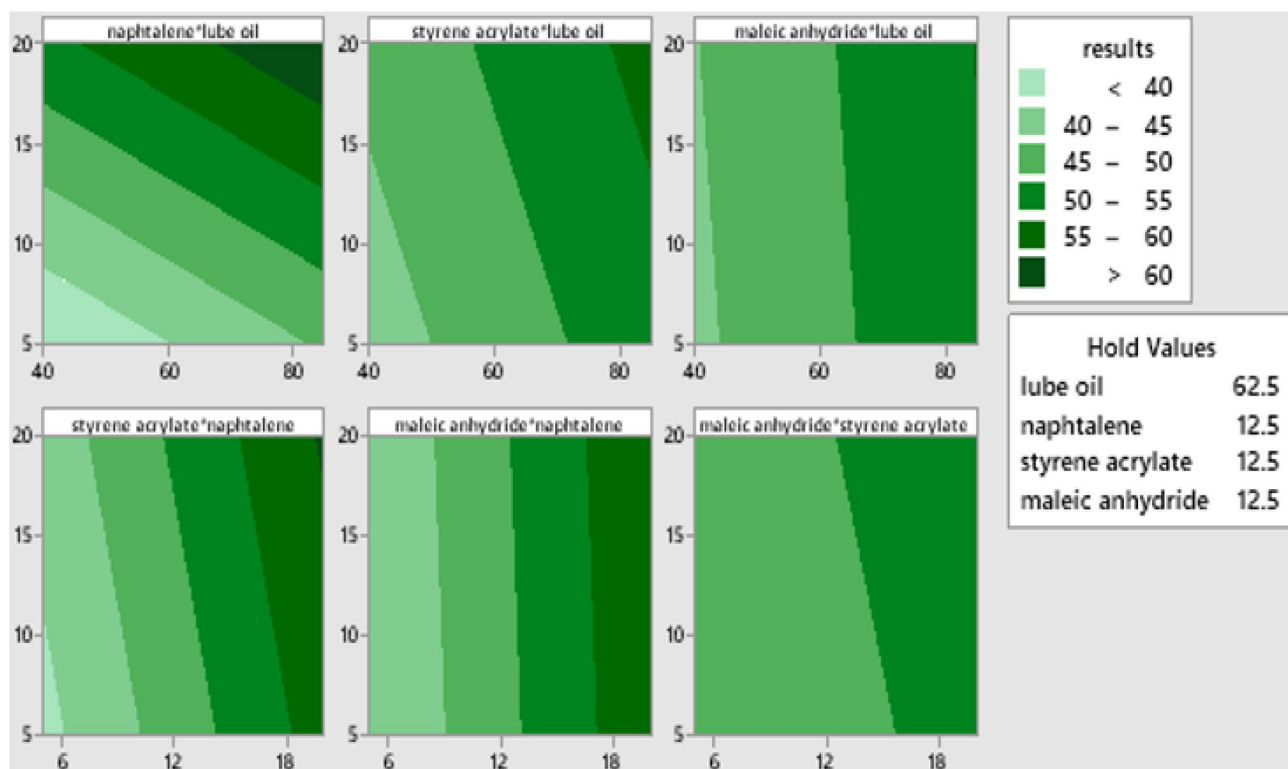 naphtalene*lube oil
styrene acrylate*lube oil
maleic anhydride*lube oil
20
15
10
5
40 60 80
20
15
10
5
40 60 80
20
15
10
5
40 60 80
results
< 40
40 – 45
45 – 50
50 – 55
55 – 60
> 60
Hold Values
lube oil 62.5
naphtalene 12.5
styrene acrylate 12.5
maleic anhydride 12.5
styrene acrylate*naphtalene
maleic anhydride*naphtalene
maleic anhydride*styrene acrylate
20
15
10
5
6 12 18
20
15
10
5
6 12 18
20
15
10
5
6 12 18